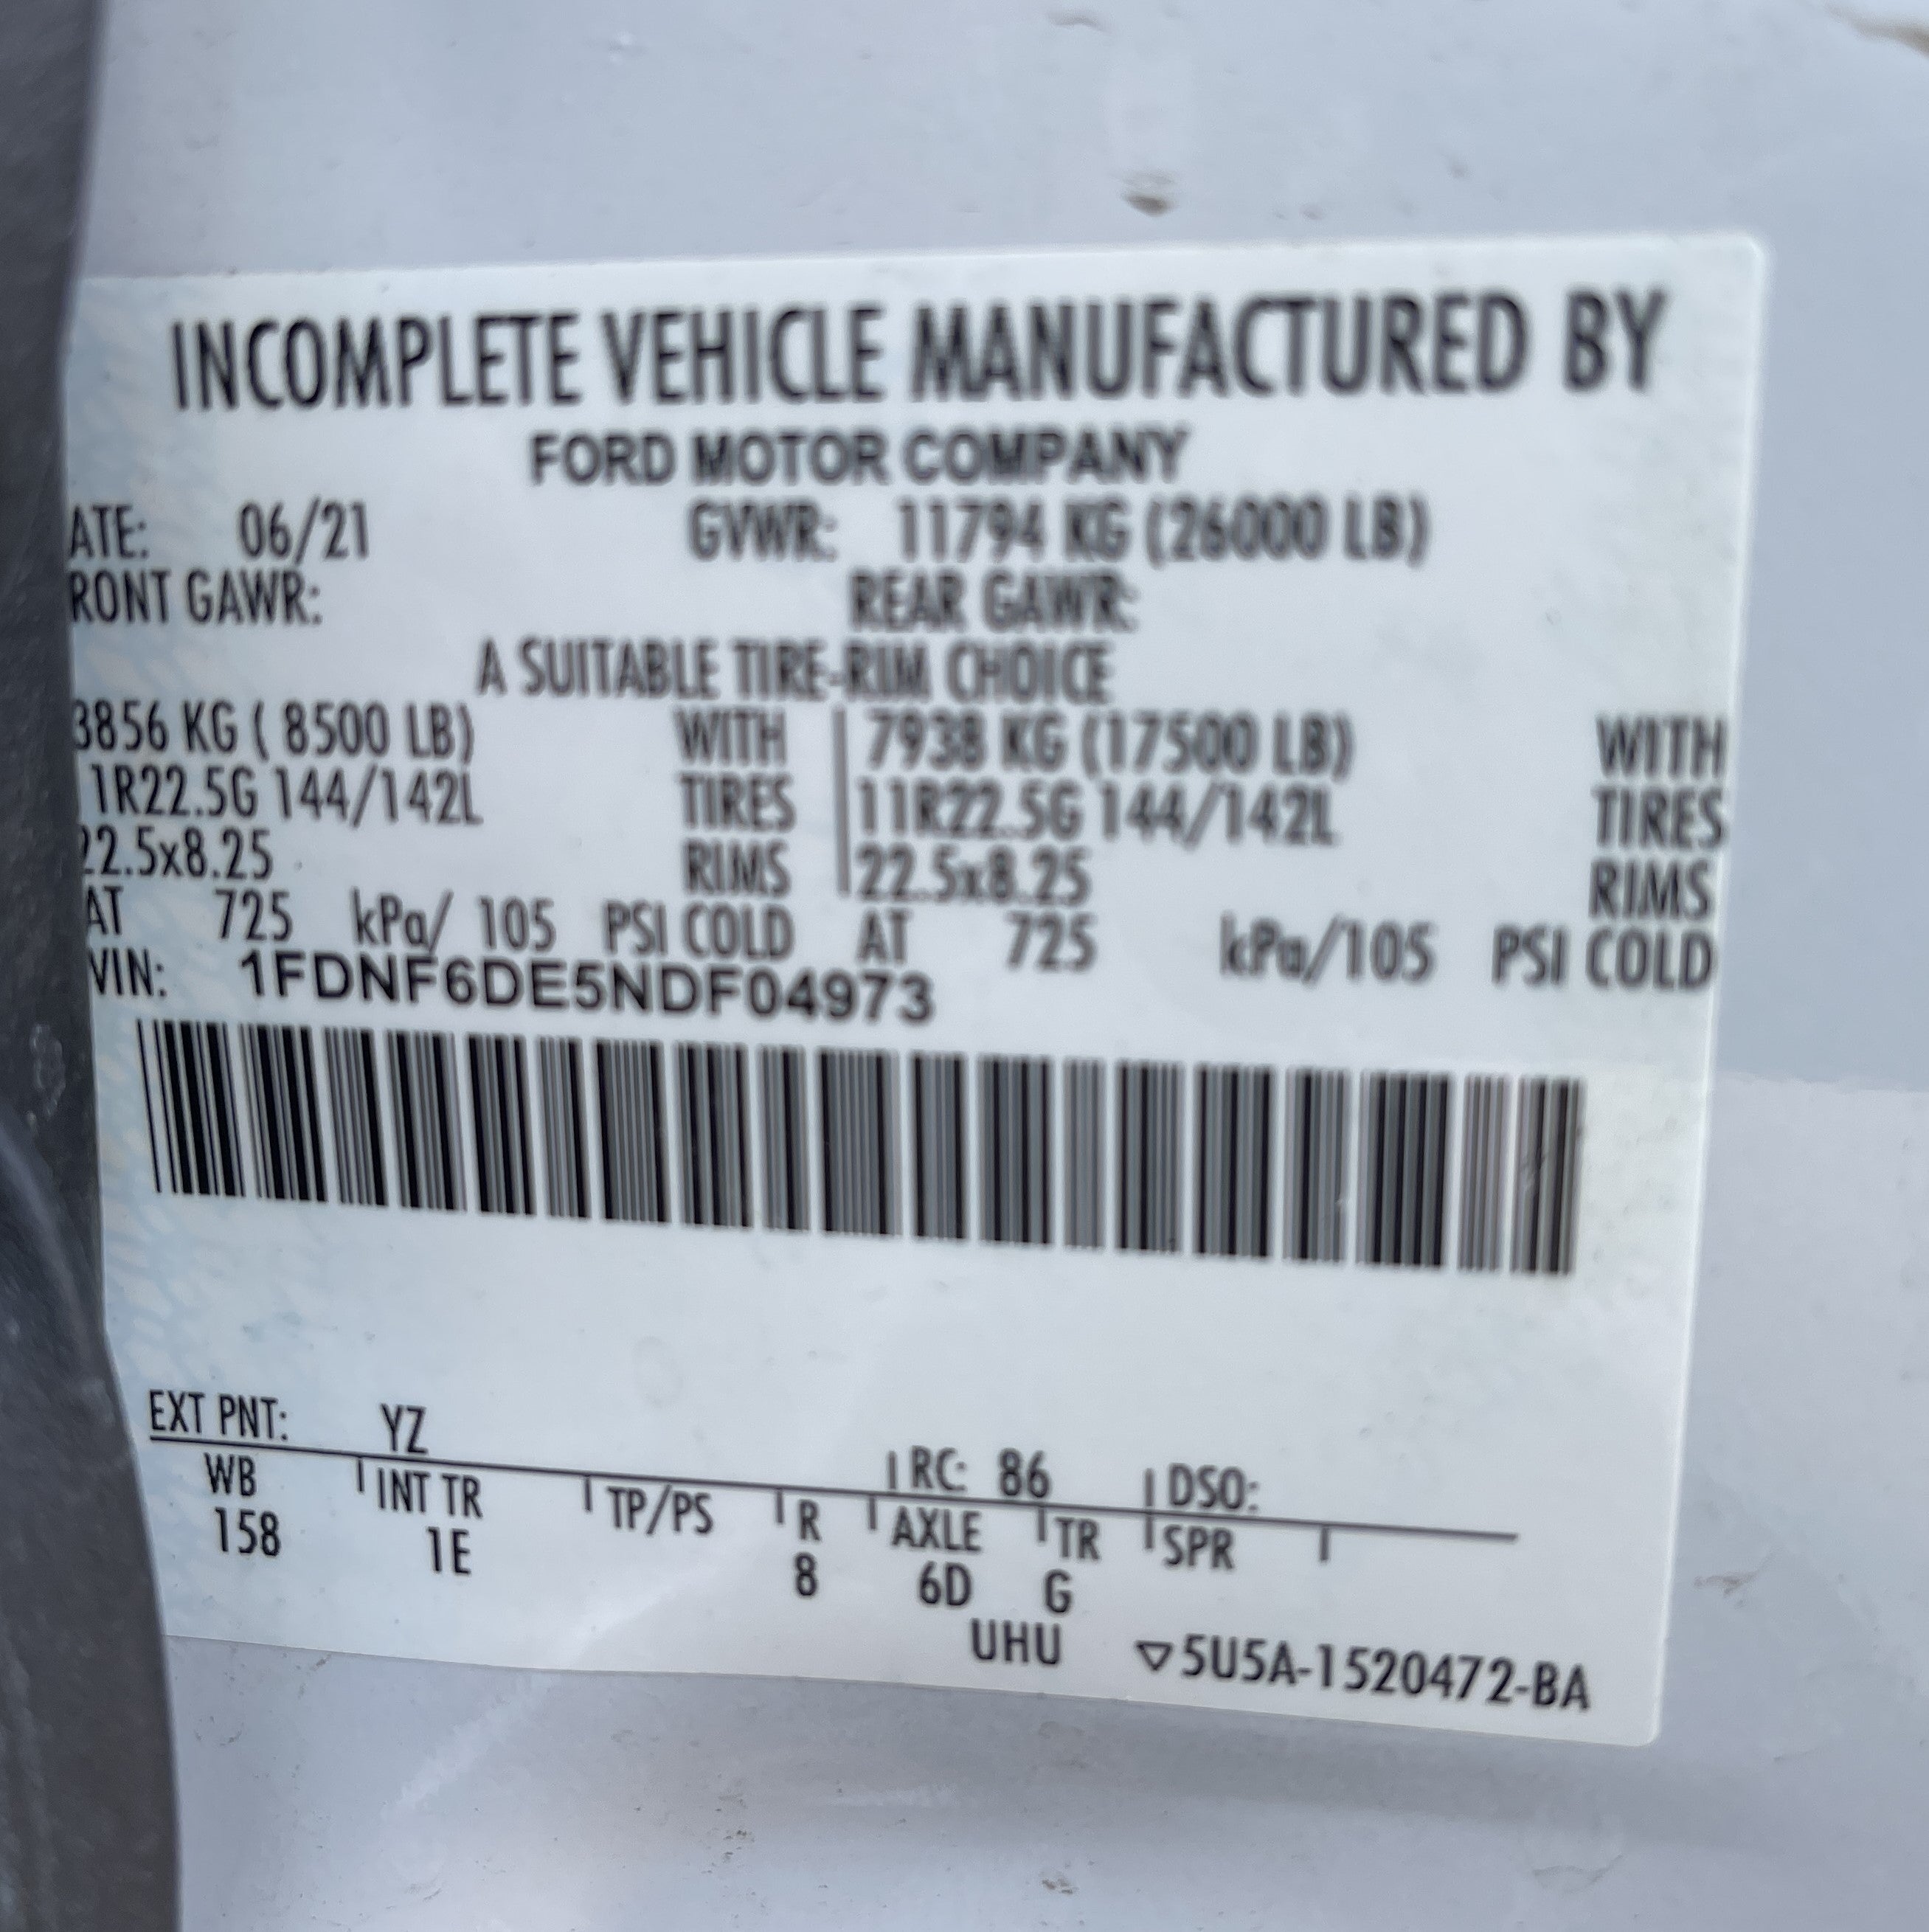 INCOMPLETE VEHICLE MANUFACTURED BY
FORD MOTOR COMPANY
ATE: 06/21 GVWR: 11794 KG (26000 LB)
RONT GAWR: REAR GAWR:
A SUITABLE TIRE-RIM CHOICE
3856 KG ( 8500 LB) WITH 7938 KG (17500 LB) WITH
1R22.5G 144/142L TIRES 11R22.5G 144/142L TIRES
22.5x8.25 RIMS 22.5x8.25 RIMS
AT 725 kPa/ 105 PSI COLD AT 725 kPa/105 PSI COLD
VIN: 1FDNF6DE5NDF04973
EXT PNT: YZ RC: 86 DSO:
WB INT TR TP/PS R AXLE TR SPR
158 1E 8 6D G
UHU ▽5U5A-1520472-BA